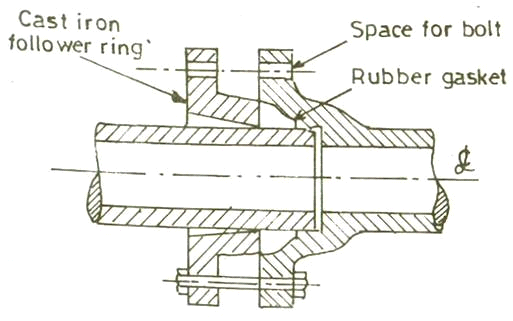 Cast iron
follower ring
Space for bolt
Rubber gasket
℄